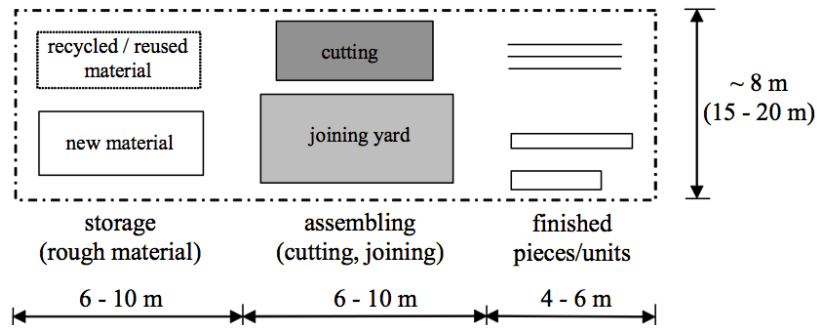 recycled / reused
material
cutting
new material
joining yard
~ 8 m
(15 - 20 m)
storage
(rough material)
assembling
(cutting, joining)
finished
pieces/units
6 - 10 m
6 - 10 m
4 - 6 m